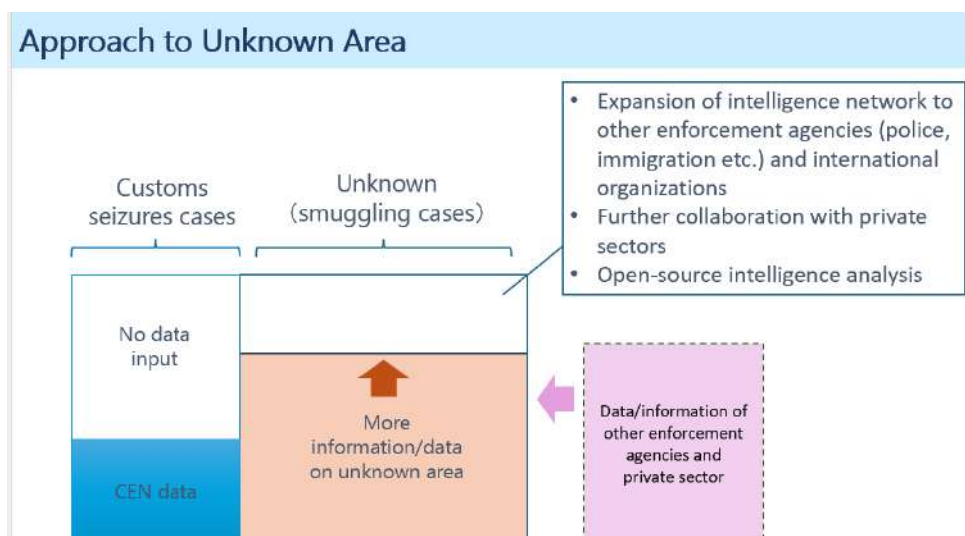 Approach to Unknown Area
• Expansion of intelligence network to
other enforcement agencies (police,
immigration etc.) and international
organizations
• Further collaboration with private
sectors
• Open-source intelligence analysis
Customs
seizures cases
Unknown
(smuggling cases)
No data
input
CEN data
More
information/data
on unknown area
Data/information of
other enforcement
agencies and
private sector